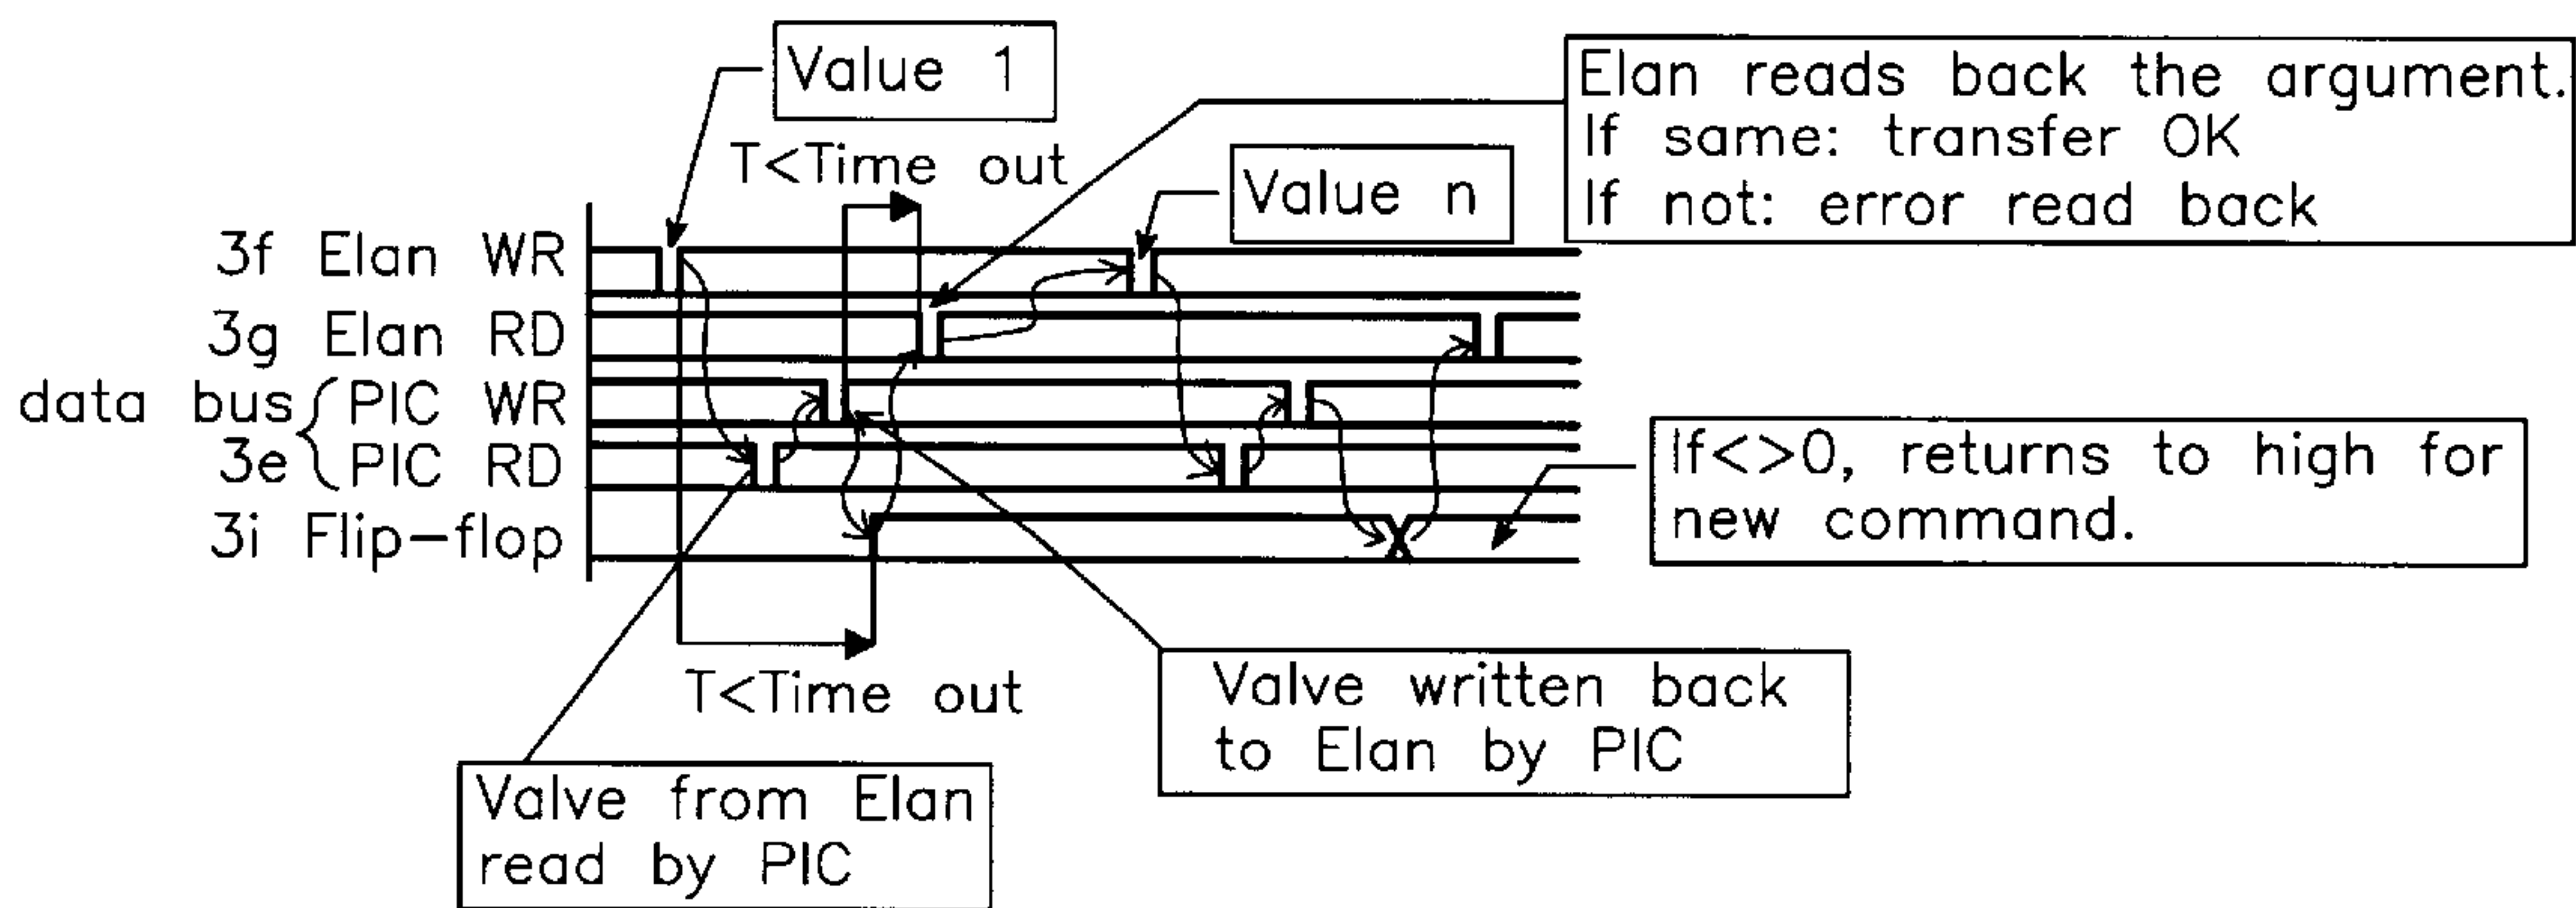 Value 1
Elan reads back the argument.
If same: transfer OK
If not: error read back
T<Time out
Value n
3f Elan WR
3g Elan RD
data bus { PIC WR
3e PIC RD
3i Flip-flop
If<>0, returns to high for
new command.
T<Time out
Valve written back
to Elan by PIC
Valve from Elan
read by PIC